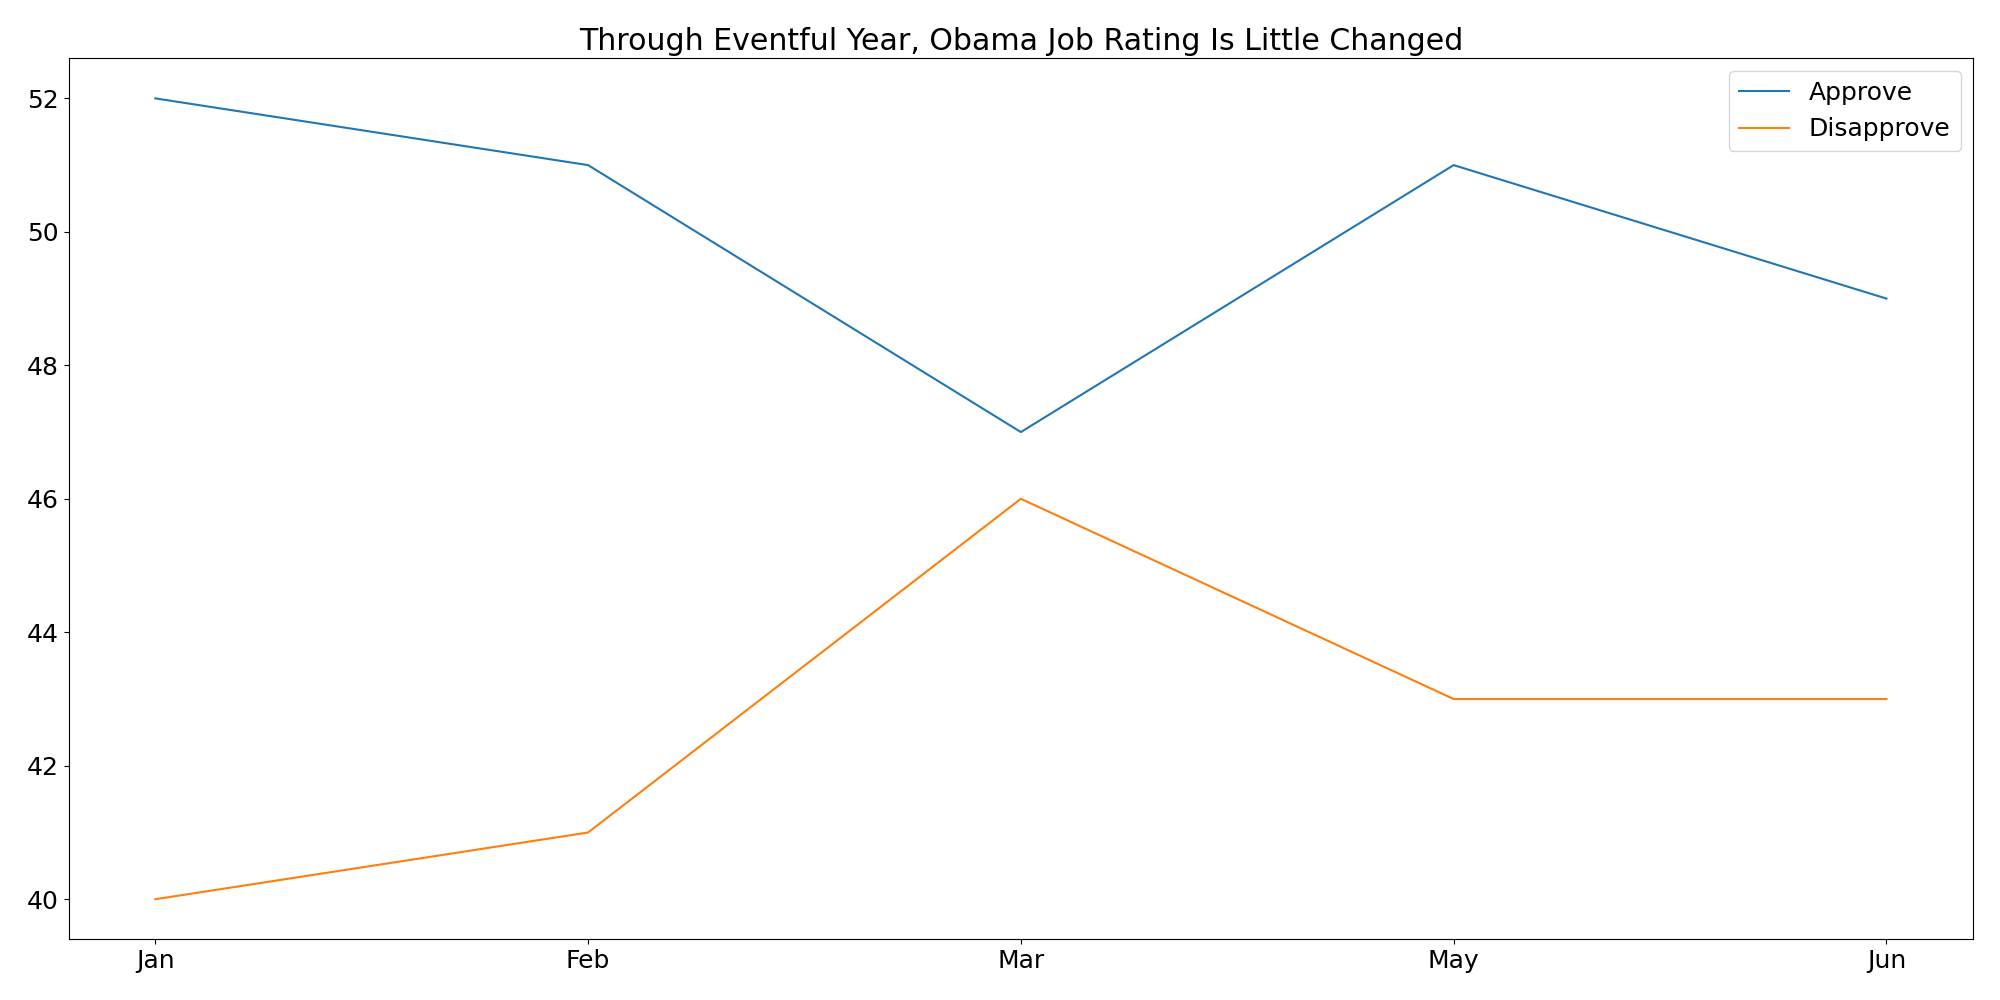 Through Eventful Year, Obama Job Rating Is Little Changed
Approve
Disapprove
52
50
48
46
44
42
40
Jan Feb Mar May Jun